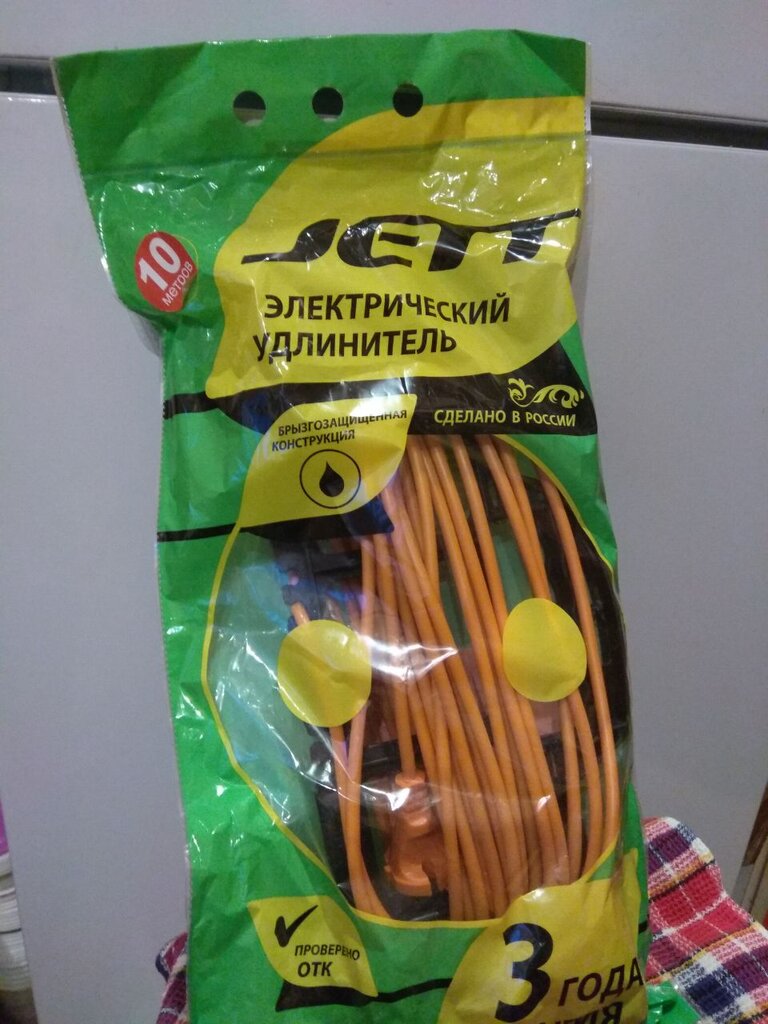 JETT
10
метров
ЭЛЕКТРИЧЕСКИЙ
УДЛИНИТЕЛЬ
БРЫЗГОЗАЩИЩЕННАЯ
КОНСТРУКЦИЯ
СДЕЛАНО В РОССИИ
ПРОВЕРЕНО
ОТК
3 ГОДА